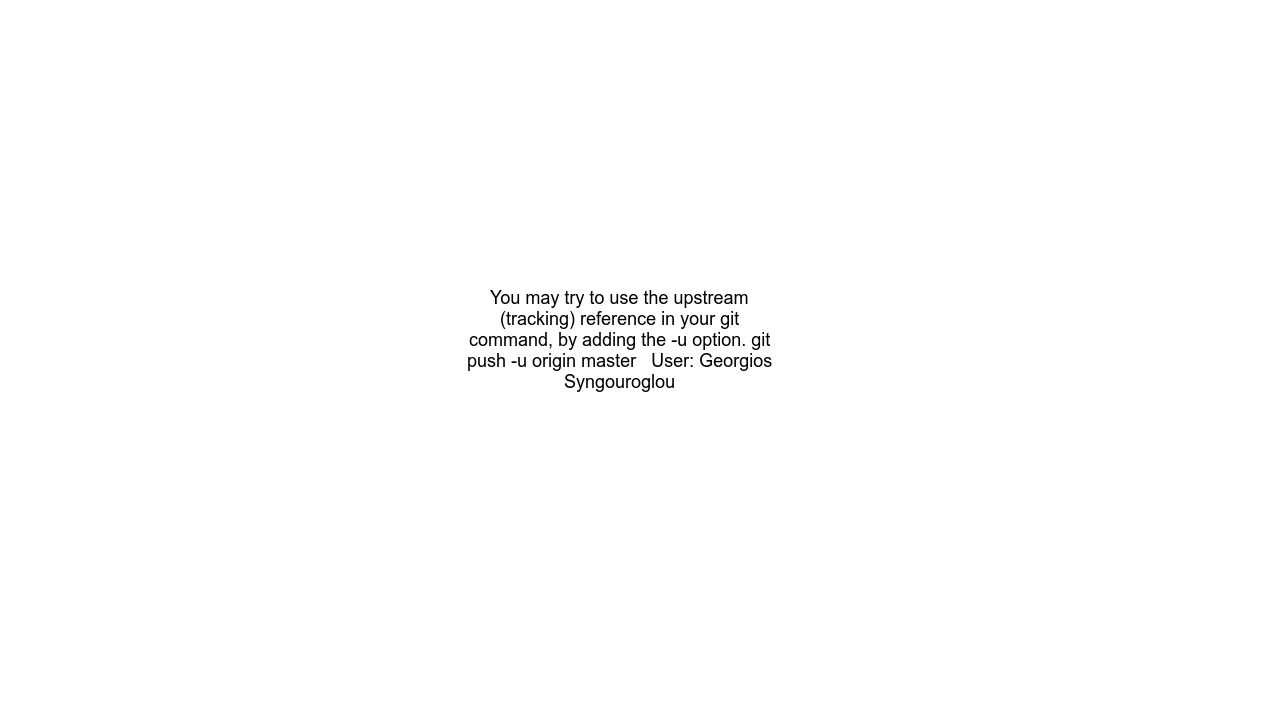 You may try to use the upstream
(tracking) reference in your git
command, by adding the -u option. git
push -u origin master   User: Georgios
Syngouroglou